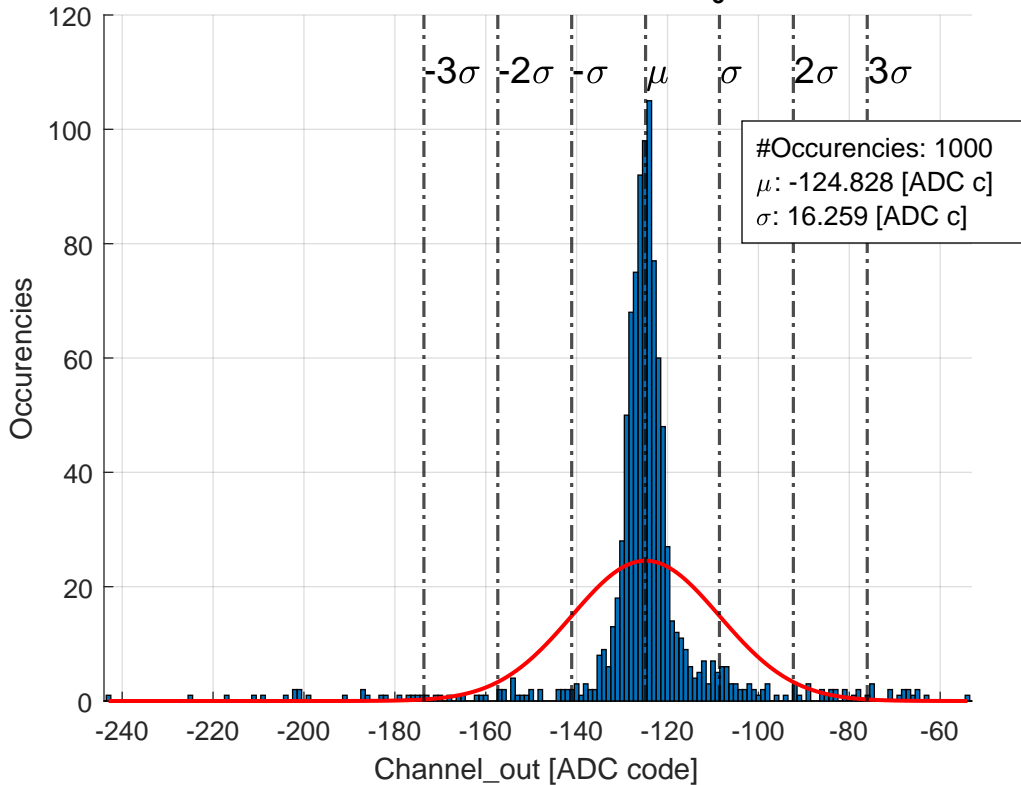 120
100
80
60
40
20
0
-3σ -2σ -σ μ σ 2σ 3σ
#Occurencies: 1000
μ: -124.828 [ADC c]
σ: 16.259 [ADC c]
Occurencies
-240 -220 -200 -180 -160 -140 -120 -100 -80 -60
Channel_out [ADC code]